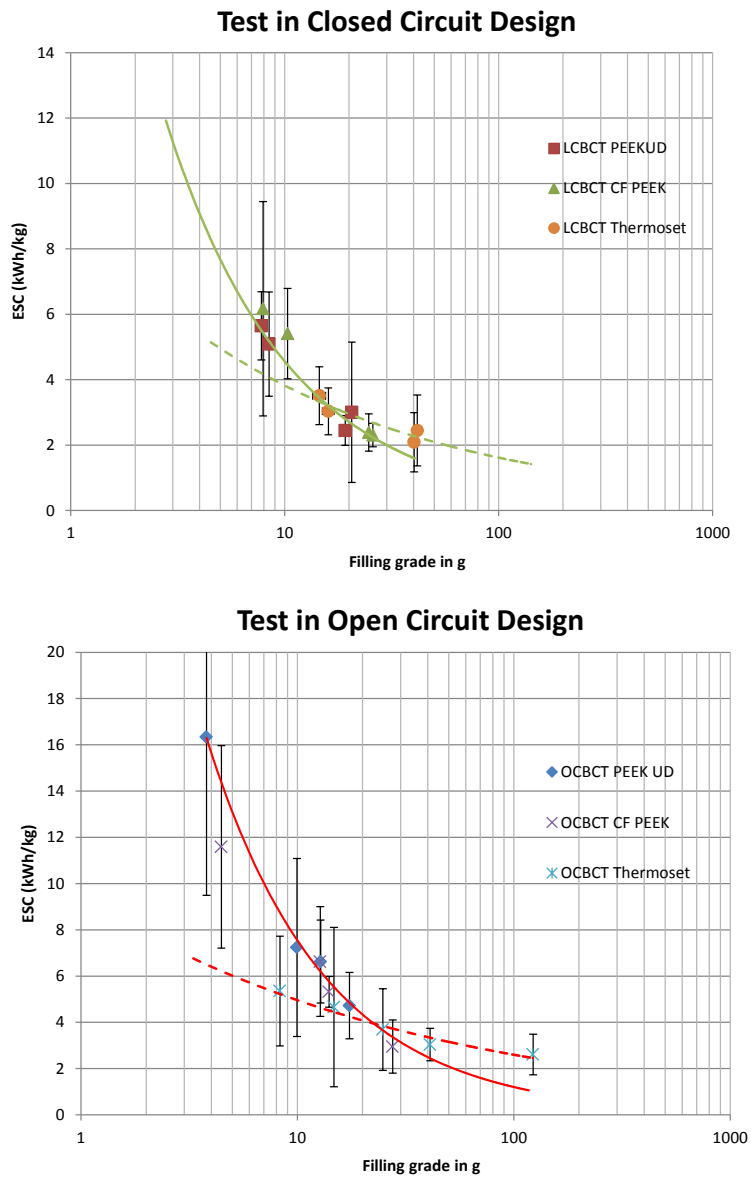 Test in Closed Circuit Design
14
12
10
8
6
4
2
0
ESC (kWh/kg)
LCBCT PEEKUD
LCBCT CF PEEK
LCBCT Thermoset
1 10 100 1000
Filling grade in g
Test in Open Circuit Design
20
18
16
14
12
10
8
6
4
2
0
ESC (kWh/kg)
OCBCT PEEK UD
OCBCT CF PEEK
OCBCT Thermoset
1 10 100 1000
Filling grade in g